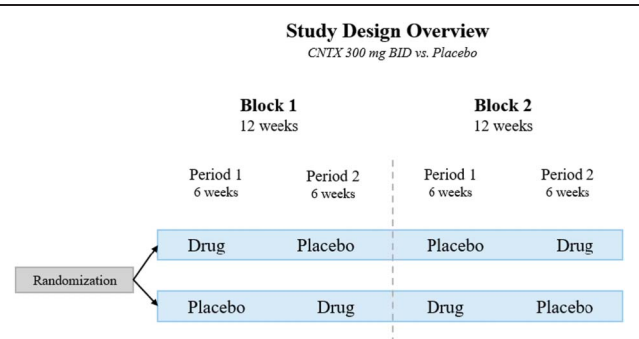 Study Design Overview
CNTX 300 mg BID vs. Placebo
Block 1
12 weeks
Block 2
12 weeks
Period 1
6 weeks
Period 2
6 weeks
Period 1
6 weeks
Period 2
6 weeks
Drug Placebo Placebo Drug
Randomization
Placebo Drug Drug Placebo